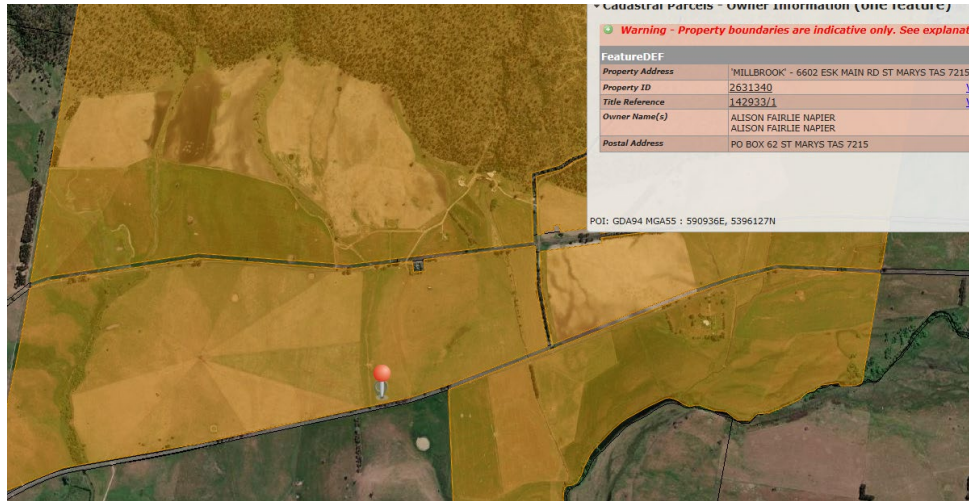 Cadastral Parcels - Owner Information (one feature)
Warning - Property boundaries are indicative only. See
FeatureDEF
Property Address 'MILLBROOK' - 6602 ESK MAIN RD ST MARYS TAS 7215
Property ID 2631340
Title Reference 142933/1
Owner Name(s) ALISON FAIRLIE NAPIER
ALISON FAIRLIE NAPIER
Postal Address PO BOX 62 ST MARYS TAS 7215
POI: GDA94 MGA55 : 590936E, 5396127N